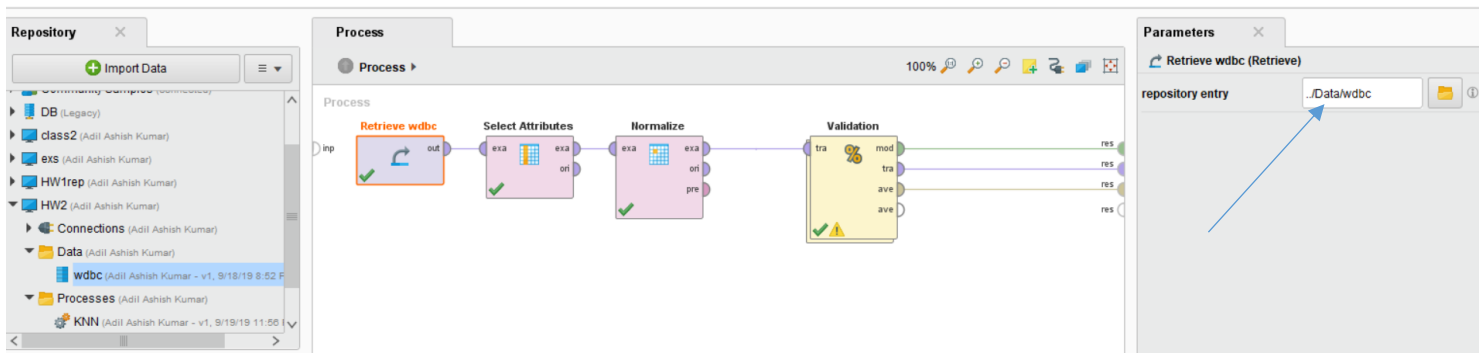 Repository
Import Data
Community Samples (connected)
DB (Legacy)
class2 (Adil Ashish Kumar)
exs (Adil Ashish Kumar)
HW1rep (Adil Ashish Kumar)
HW2 (Adil Ashish Kumar)
Connections (Adil Ashish Kumar)
Data (Adil Ashish Kumar)
wdbc (Adil Ashish Kumar - v1, 9/18/19 8:52 P
Processes (Adil Ashish Kumar)
KNN (Adil Ashish Kumar - v1, 9/19/19 11:56
Process
Process
100%
Process
Retrieve wdbc
Select Attributes
Normalize
Validation
inp
out
exa
exa
ori
exa
exa
ori
pre
tra
mod
tra
ave
ave
res
res
res
res
Parameters
Retrieve wdbc (Retrieve)
repository entry
../Data/wdbc